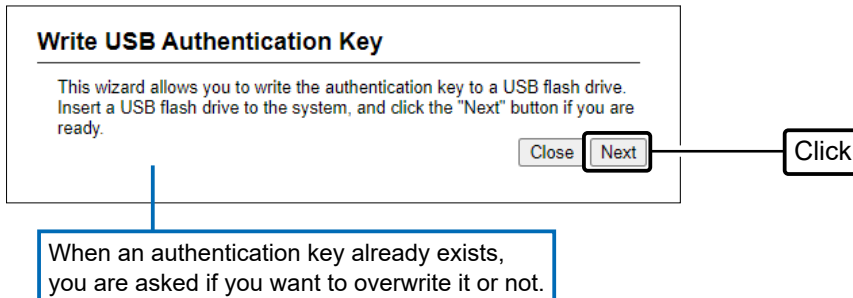 Write USB Authentication Key
This wizard allows you to write the authentication key to a USB flash drive.
Insert a USB flash drive to the system, and click the "Next" button if you are
ready.
Close Next
Click
When an authentication key already exists,
you are asked if you want to overwrite it or not.